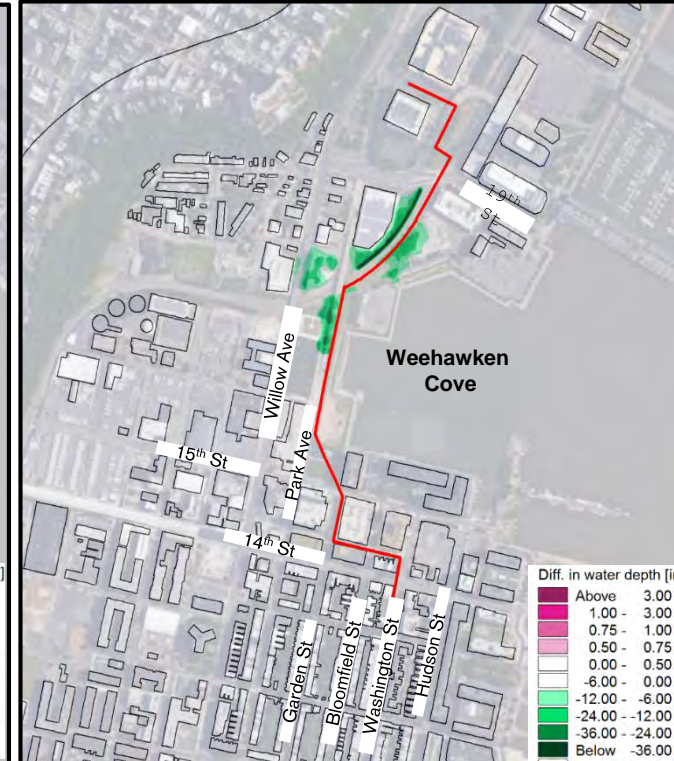 19th
St
Weehawken
Cove
Willow Ave
Park Ave
15th St
14th St
Garden St
Bloomfield St
Washington St
Hudson St
]
Diff. in water depth [i
Above 3.00
1.00 - 3.00
0.75 - 1.00
0.50 - 0.75
0.00 - 0.50
-6.00 - 0.00
-12.00 - -6.00
-24.00 - -12.00
-36.00 - -24.00
Below -36.00